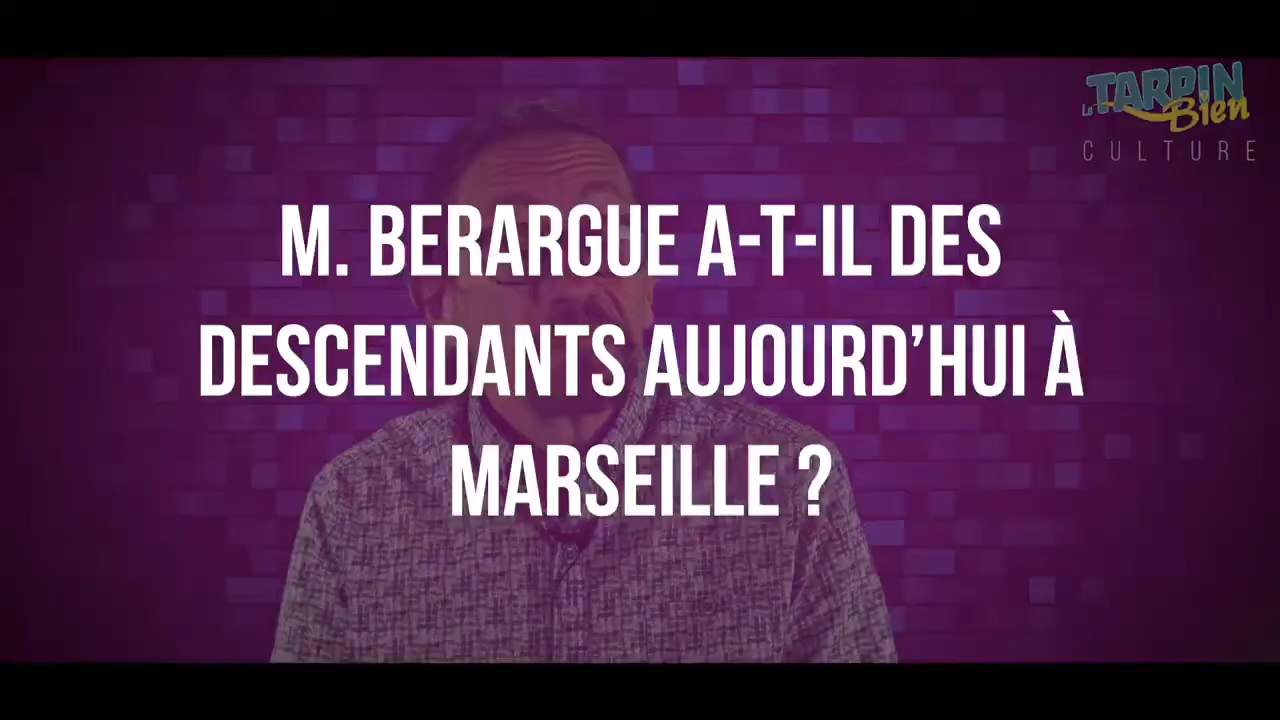 Le TARPIN
Bien
CULTURE
M. BERARGUE A-T-IL DES
DESCENDANTS AUJOURD’HUI À
MARSEILLE ?